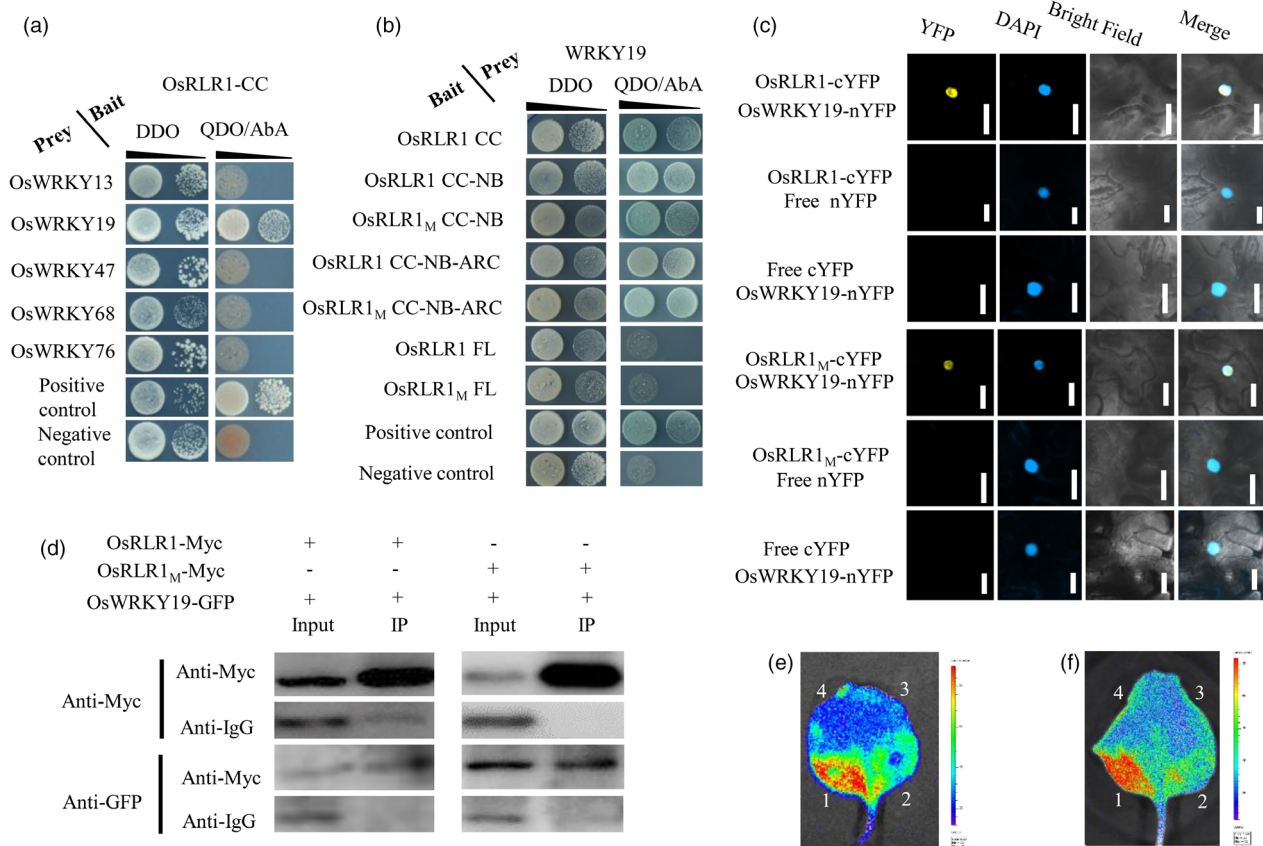 (a)
OsRLR1-CC
Prey
Bait
DDO
QDO/AbA
OsWRKY13
OsWRKY19
OsWRKY47
OsWRKY68
OsWRKY76
Positive
control
Negative
control
(b)
WRKY19
Bait
Prey
DDO
QDO/AbA
OsRLR1 CC
OsRLR1 CC-NB
OsRLR1M CC-NB
OsRLR1 CC-NB-ARC
OsRLR1M CC-NB-ARC
OsRLR1 FL
OsRLR1M FL
Positive control
Negative control
(c)
YFP
DAPI
Bright Field
Merge
OsRLR1-cYFP
OsWRKY19-nYFP
OsRLR1-cYFP
Free nYFP
Free cYFP
OsWRKY19-nYFP
OsRLR1M-cYFP
OsWRKY19-nYFP
OsRLR1M-cYFP
Free nYFP
Free cYFP
OsWRKY19-nYFP
(d)
OsRLR1-Myc + + - -
OsRLR1M-Myc - - + +
OsWRKY19-GFP + + + +
Input IP Input IP
Anti-Myc
Anti-Myc
Anti-IgG
Anti-GFP
Anti-Myc
Anti-IgG
(e)
4
3
1
2
(f)
4
3
1
2